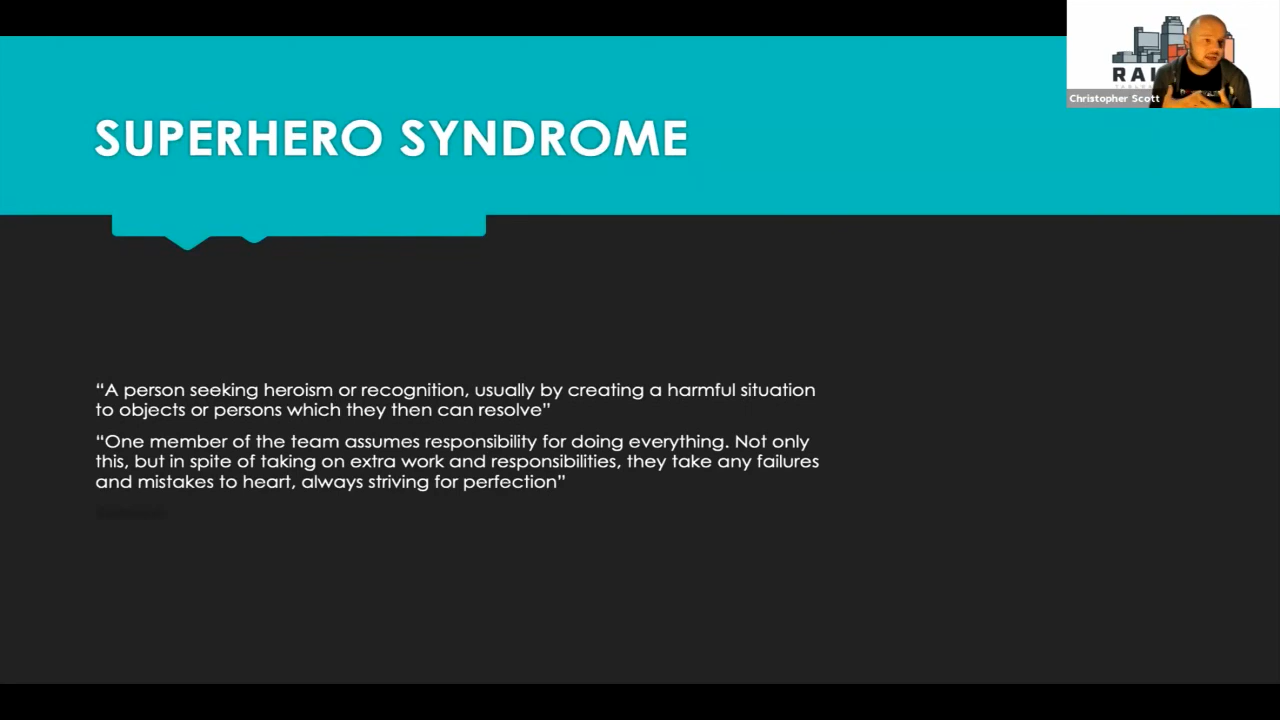 SUPERHERO SYNDROME
Christopher Scott
“A person seeking heroism or recognition, usually by creating a harmful situation
to objects or persons which they then can resolve”
“One member of the team assumes responsibility for doing everything. Not only
this, but in spite of taking on extra work and responsibilities, they take any failures
and mistakes to heart, always striving for perfection”